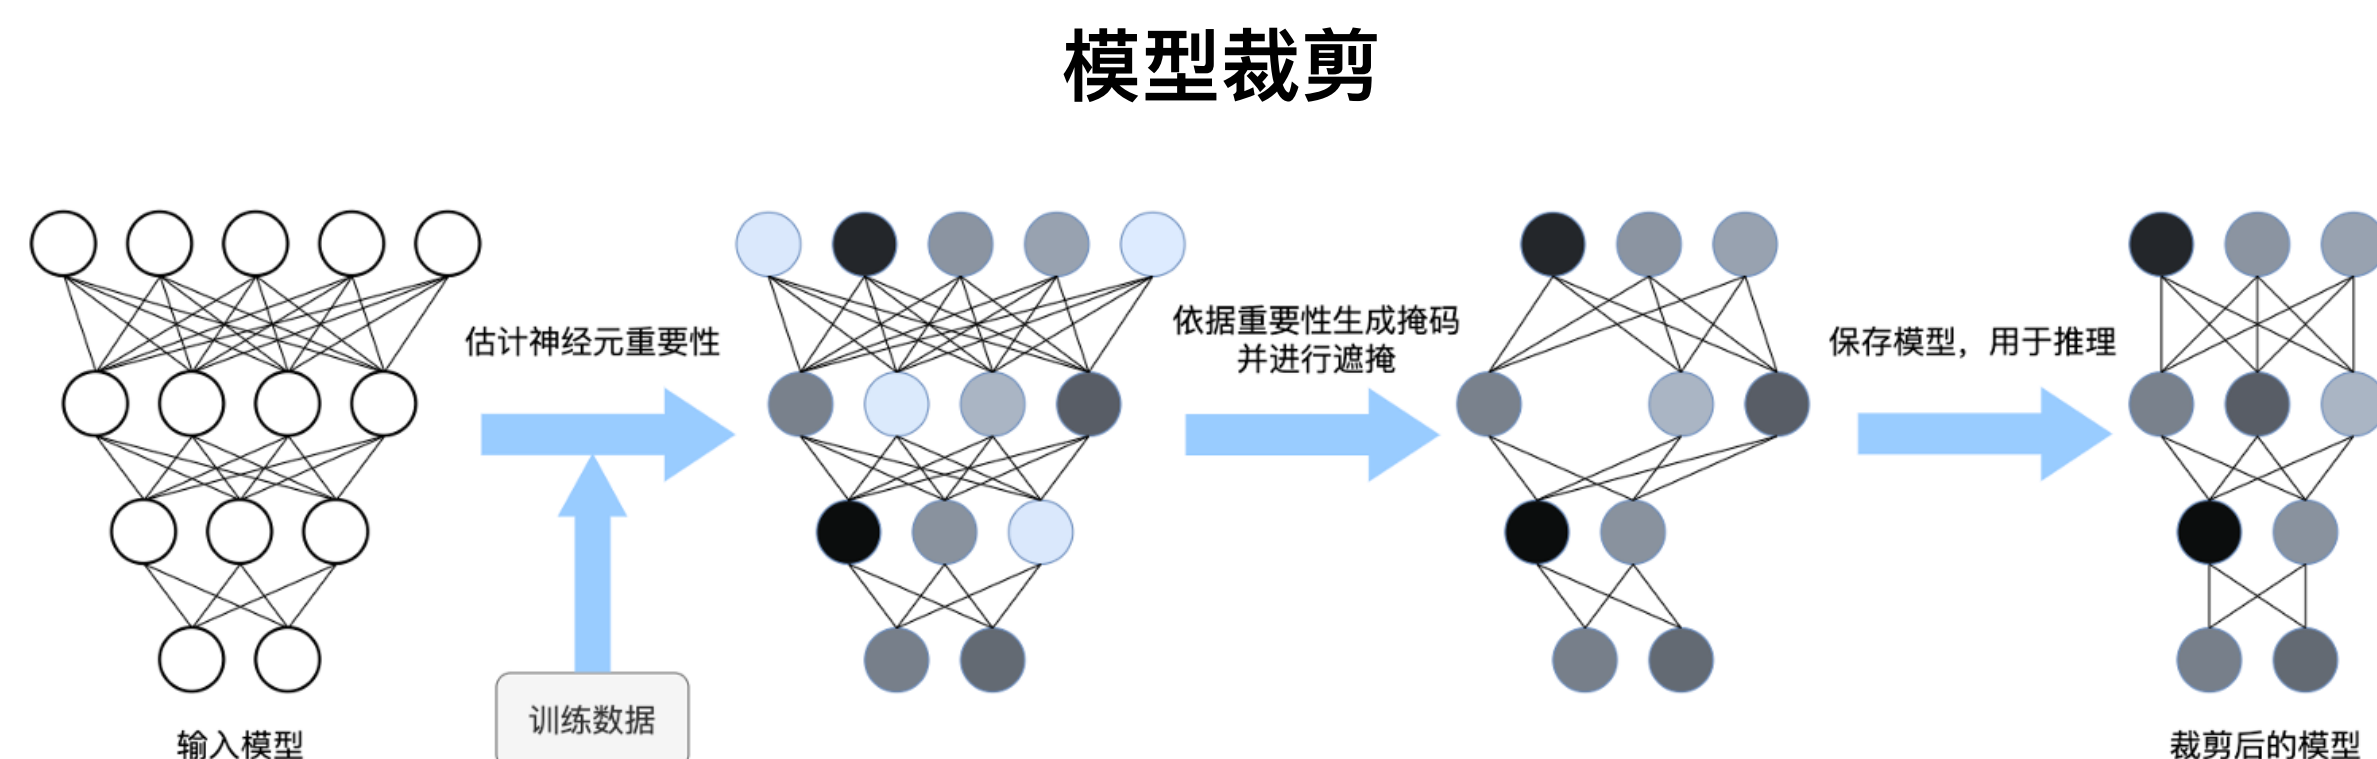 模型裁剪
估计神经元重要性
依据重要性生成掩码
并进行遮掩
保存模型，用于推理
训练数据
输入模型
裁剪后的模型